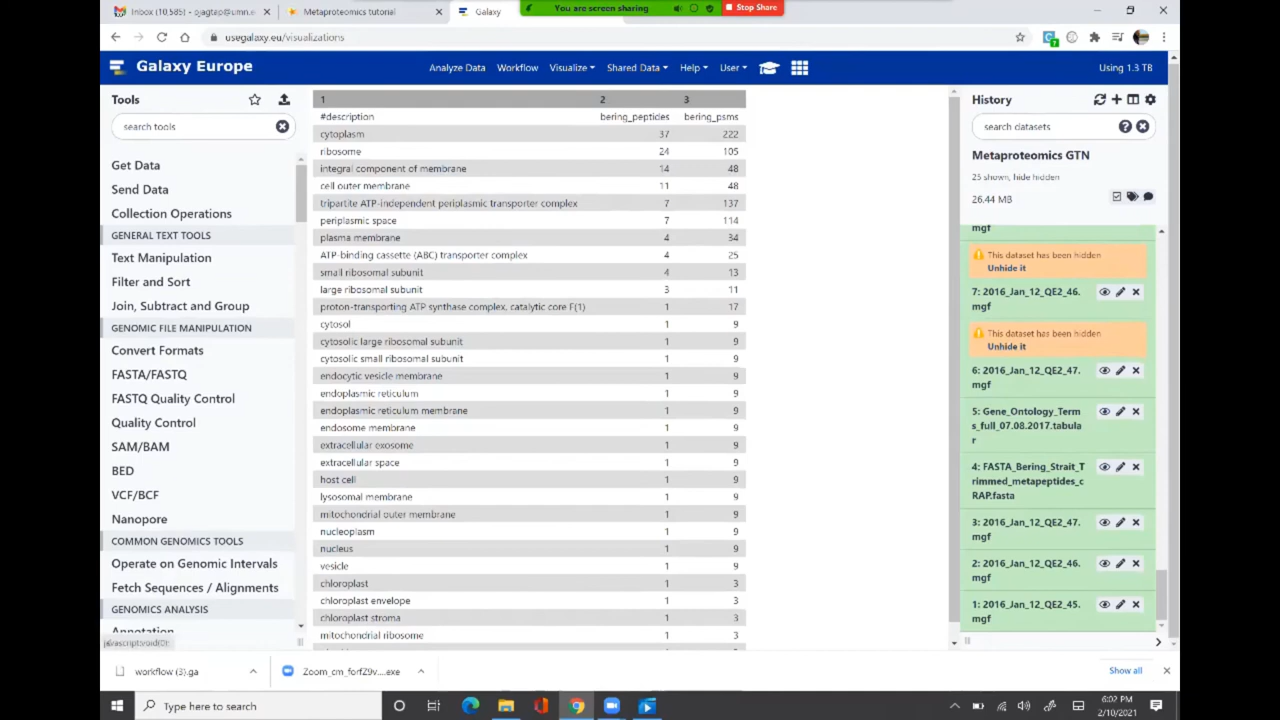 Inbox (10,585) - pjagtap@umn.e
Metaproteomics tutorial
Galaxy
You are screen sharing
Stop Share
usegalaxy.eu/visualizations
Galaxy Europe
Analyze Data
Workflow
Visualize
Shared Data
Help
User
Using 1.3 TB
Tools
search tools
Get Data
Send Data
Collection Operations
GENERAL TEXT TOOLS
Text Manipulation
Filter and Sort
Join, Subtract and Group
GENOMIC FILE MANIPULATION
Convert Formats
FASTA/FASTQ
FASTQ Quality Control
Quality Control
SAM/BAM
BED
VCF/BCF
Nanopore
COMMON GENOMICS TOOLS
Operate on Genomic Intervals
Fetch Sequences / Alignments
GENOMICS ANALYSIS
Annotation
javascript:void(0);
1 2 3
#description bering_peptides bering_psms
cytoplasm 37 222
ribosome 24 105
integral component of membrane 14 48
cell outer membrane 11 48
tripartite ATP-independent periplasmic transporter complex 7 137
periplasmic space 7 114
plasma membrane 4 34
ATP-binding cassette (ABC) transporter complex 4 25
small ribosomal subunit 4 13
large ribosomal subunit 3 11
proton-transporting ATP synthase complex, catalytic core F(1) 1 17
cytosol 1 9
cytosolic large ribosomal subunit 1 9
cytosolic small ribosomal subunit 1 9
endocytic vesicle membrane 1 9
endoplasmic reticulum 1 9
endoplasmic reticulum membrane 1 9
endosome membrane 1 9
extracellular exosome 1 9
extracellular space 1 9
host cell 1 9
lysosomal membrane 1 9
mitochondrial outer membrane 1 9
nucleoplasm 1 9
nucleus 1 9
vesicle 1 9
chloroplast 1 3
chloroplast envelope 1 3
chloroplast stroma 1 3
mitochondrial ribosome 1 3
History
search datasets
Metaproteomics GTN
25 shown, hide hidden
26.44 MB
mgf
This dataset has been hidden
Unhide it
7: 2016_Jan_12_QE2_46.
mgf
This dataset has been hidden
Unhide it
6: 2016_Jan_12_QE2_47.
mgf
5: Gene_Ontology_Term
s_full_07.08.2017.tabula
r
4: FASTA_Bering_Strait_T
rimmed_metapeptides_c
RAP.fasta
3: 2016_Jan_12_QE2_47.
mgf
2: 2016_Jan_12_QE2_46.
mgf
1: 2016_Jan_12_QE2_45.
mgf
workflow (3).ga
Zoom_cm_forfZ9v....exe
Show all
Type here to search
6:02 PM
2/10/2021